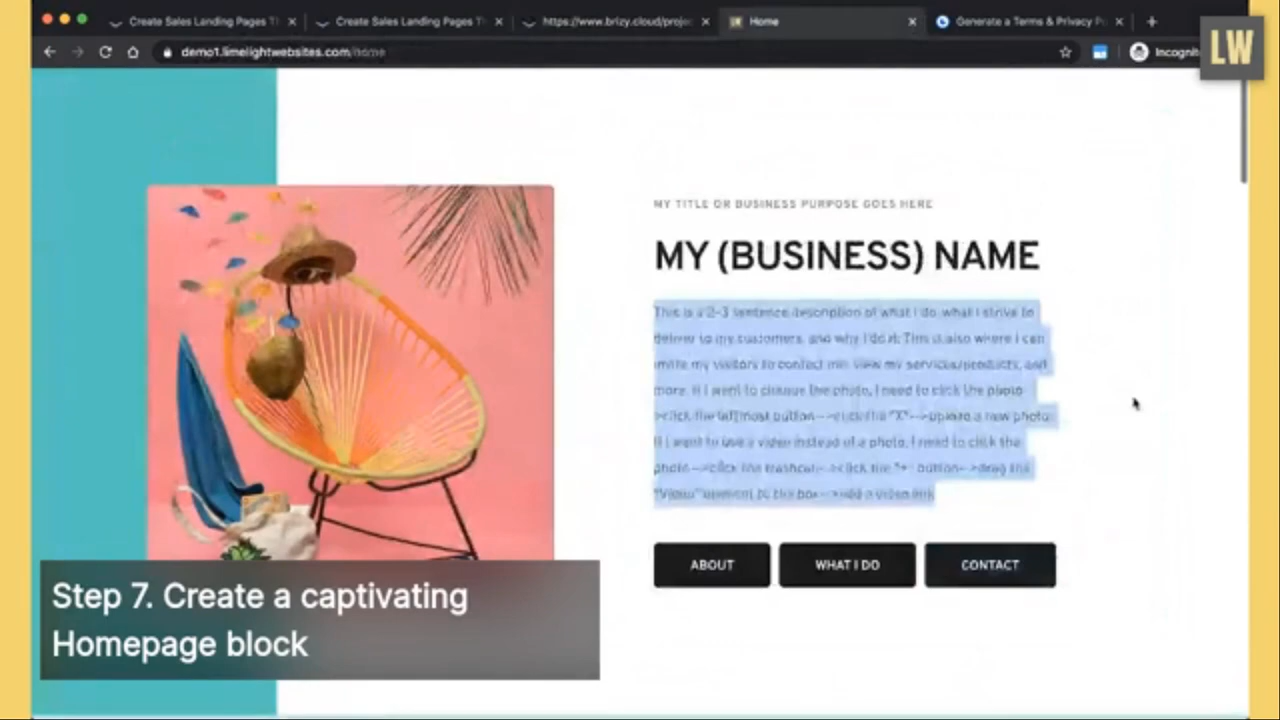 Create Sales Landing Pages Th
Create Sales Landing Pages Th
https://www.brizy.cloud/projec
LW Home
Generate a Terms & Privacy Po
demo1.limelightwebsites.com/home
Incognito
LW
MY TITLE OR BUSINESS PURPOSE GOES HERE
MY (BUSINESS) NAME
This is a 2-3 sentence description of what I do, what I strive to
deliver to my customers, and why I do it. This is also where I can
invite my visitors to contact me, view my services/products, and
more. If I want to change the photo, I need to click the photo
->click the leftmost button-->click the "X"-->upload a new photo.
If I want to use a video instead of a photo, I need to click the
photo-->click the trashcan-->click the "+" button-->drag the
"Video" element to the box-->add a video link
ABOUT
WHAT I DO
CONTACT
Step 7. Create a captivating
Homepage block